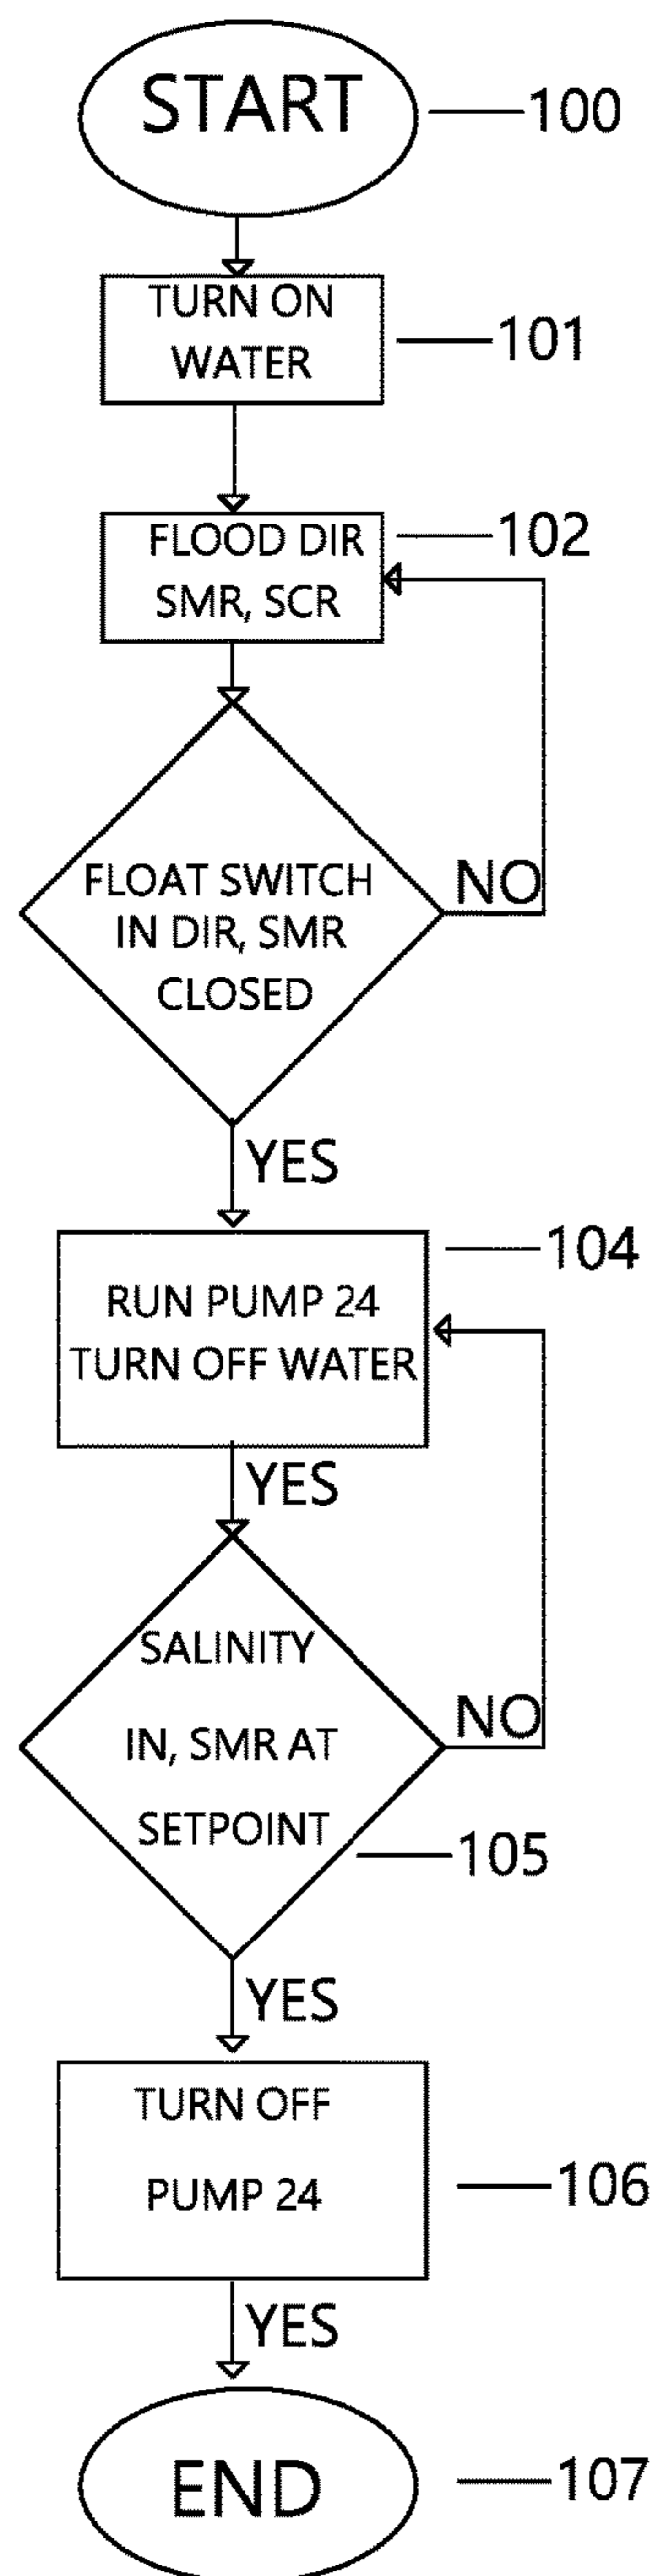 START
100
TURN ON
WATER
101
FLOOD DIR
SMR, SCR
102
FLOAT SWITCH
IN DIR, SMR
CLOSED
NO
YES
104
RUN PUMP 24
TURN OFF WATER
YES
SALINITY
IN, SMR AT
SETPOINT
NO
105
YES
TURN OFF
PUMP 24
106
YES
END
107